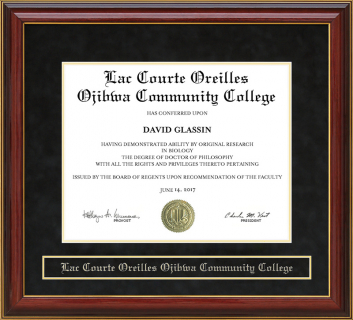 Lac Courte Oreilles
Ojibwa Community College
HAS CONFERRED UPON
DAVID GLASSIN
HAVING DEMONSTRATED ABILITY BY ORIGINAL RESEARCH
IN BIOLOGY
THE DEGREE OF DOCTOR OF PHILOSOPHY
WITH ALL THE RIGHTS AND PRIVILEGES THERETO PERTAINING
ISSUED BY THE BOARD OF REGENTS UPON RECOMMENDATION OF THE FACULTY
JUNE 14, 2017
PROVOST
PRESIDENT
Lac Courte Oreilles Ojibwa Community College